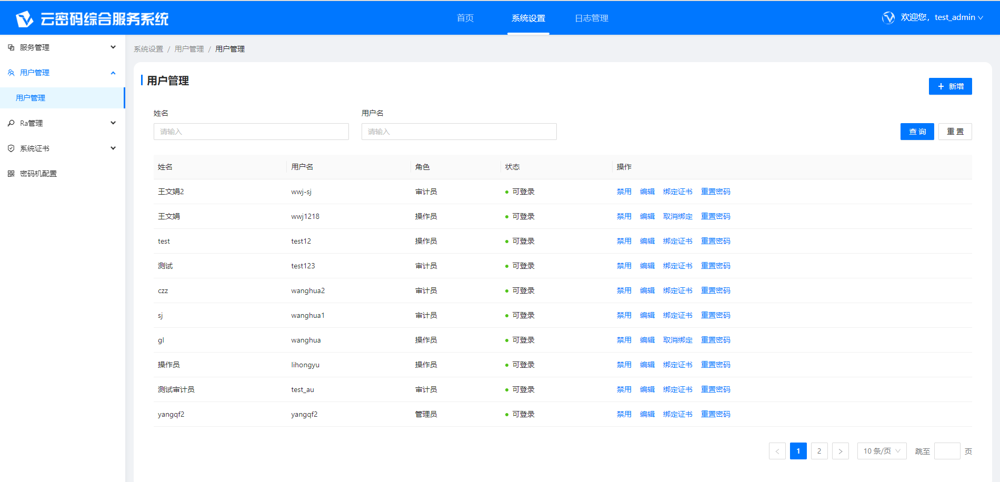 云密码综合服务系统
首页 系统设置 日志管理
欢迎您，test_admin
服务管理
用户管理
用户管理
Ra管理
系统证书
密码机配置
系统设置 / 用户管理 / 用户管理
用户管理
+ 新增
姓名 用户名
请输入 请输入 查 询 重 置
姓名 用户名 角色 状态 操作
王文娟2 wwj-sj 审计员 可登录 禁用 编辑 绑定证书 重置密码
王文娟 wwj1218 操作员 可登录 禁用 编辑 取消绑定 重置密码
test test12 操作员 可登录 禁用 编辑 绑定证书 重置密码
测试 test123 审计员 可登录 禁用 编辑 绑定证书 重置密码
czz wanghua2 审计员 可登录 禁用 编辑 绑定证书 重置密码
sj wanghua1 审计员 可登录 禁用 编辑 绑定证书 重置密码
gl wanghua 操作员 可登录 禁用 编辑 取消绑定 重置密码
操作员 lihongyu 操作员 可登录 禁用 编辑 绑定证书 重置密码
测试审计员 test_au 审计员 可登录 禁用 编辑 绑定证书 重置密码
yangqf2 yangqf2 管理员 可登录 禁用 编辑 绑定证书 重置密码
< 1 2 > 10 条/页 跳至 页